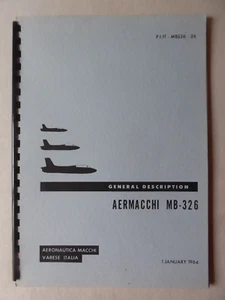 GENERAL DESCRIPTION
AERMACCHI MB-326
AERONAUTICA MACCHI
VARESE ITALIA
1 JANUARY 1964